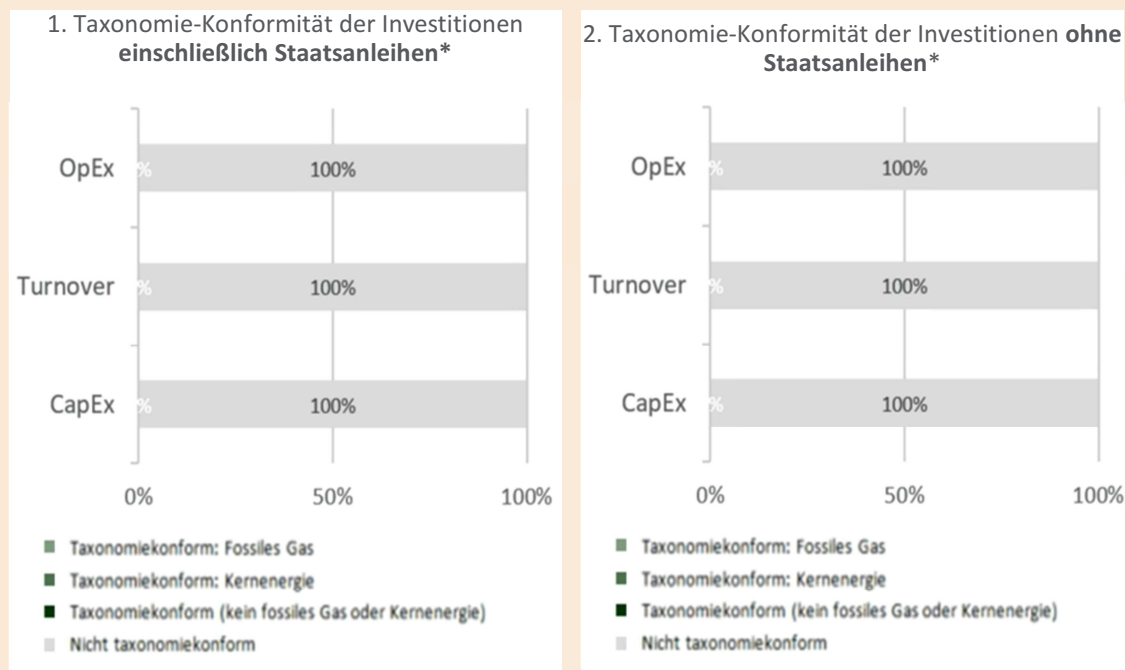 1. Taxonomie-Konformität der Investitionen
einschließlich Staatsanleihen*
OpEx % 100%
Turnover % 100%
CapEx % 100%
0% 50% 100%
Taxonomiekonform: Fossiles Gas
Taxonomiekonform: Kernenergie
Taxonomiekonform (kein fossiles Gas oder Kernenergie)
Nicht taxonomiekonform
2. Taxonomie-Konformität der Investitionen ohne
Staatsanleihen*
OpEx % 100%
Turnover % 100%
CapEx % 100%
0% 50% 100%
Taxonomiekonform: Fossiles Gas
Taxonomiekonform: Kernenergie
Taxonomiekonform (kein fossiles Gas oder Kernenergie)
Nicht taxonomiekonform